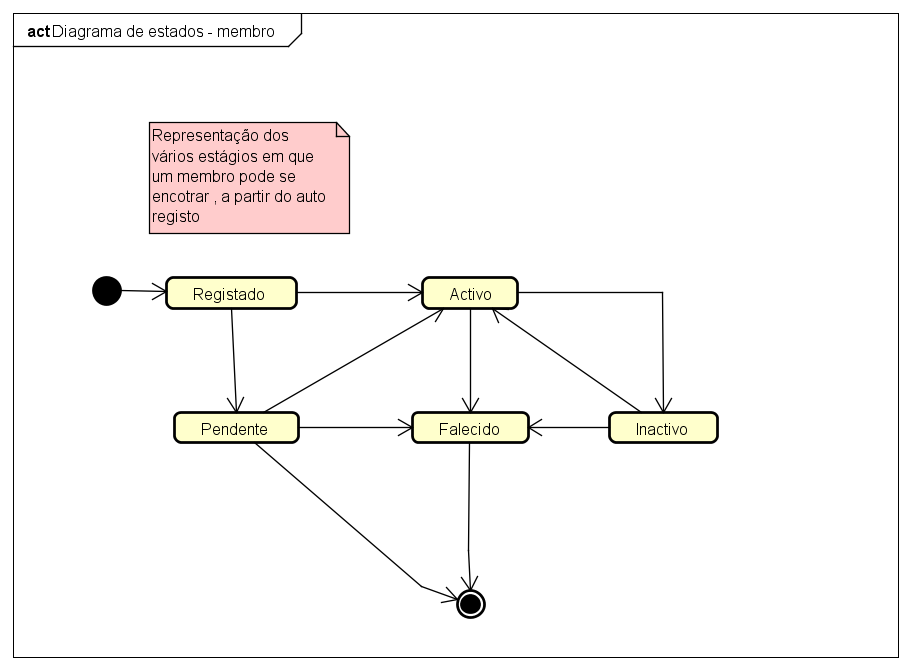 act Diagrama de estados - membro
Representação dos
vários estágios em que
um membro pode se
encotrar , a partir do auto
registo
Registado
Activo
Pendente
Falecido
Inactivo